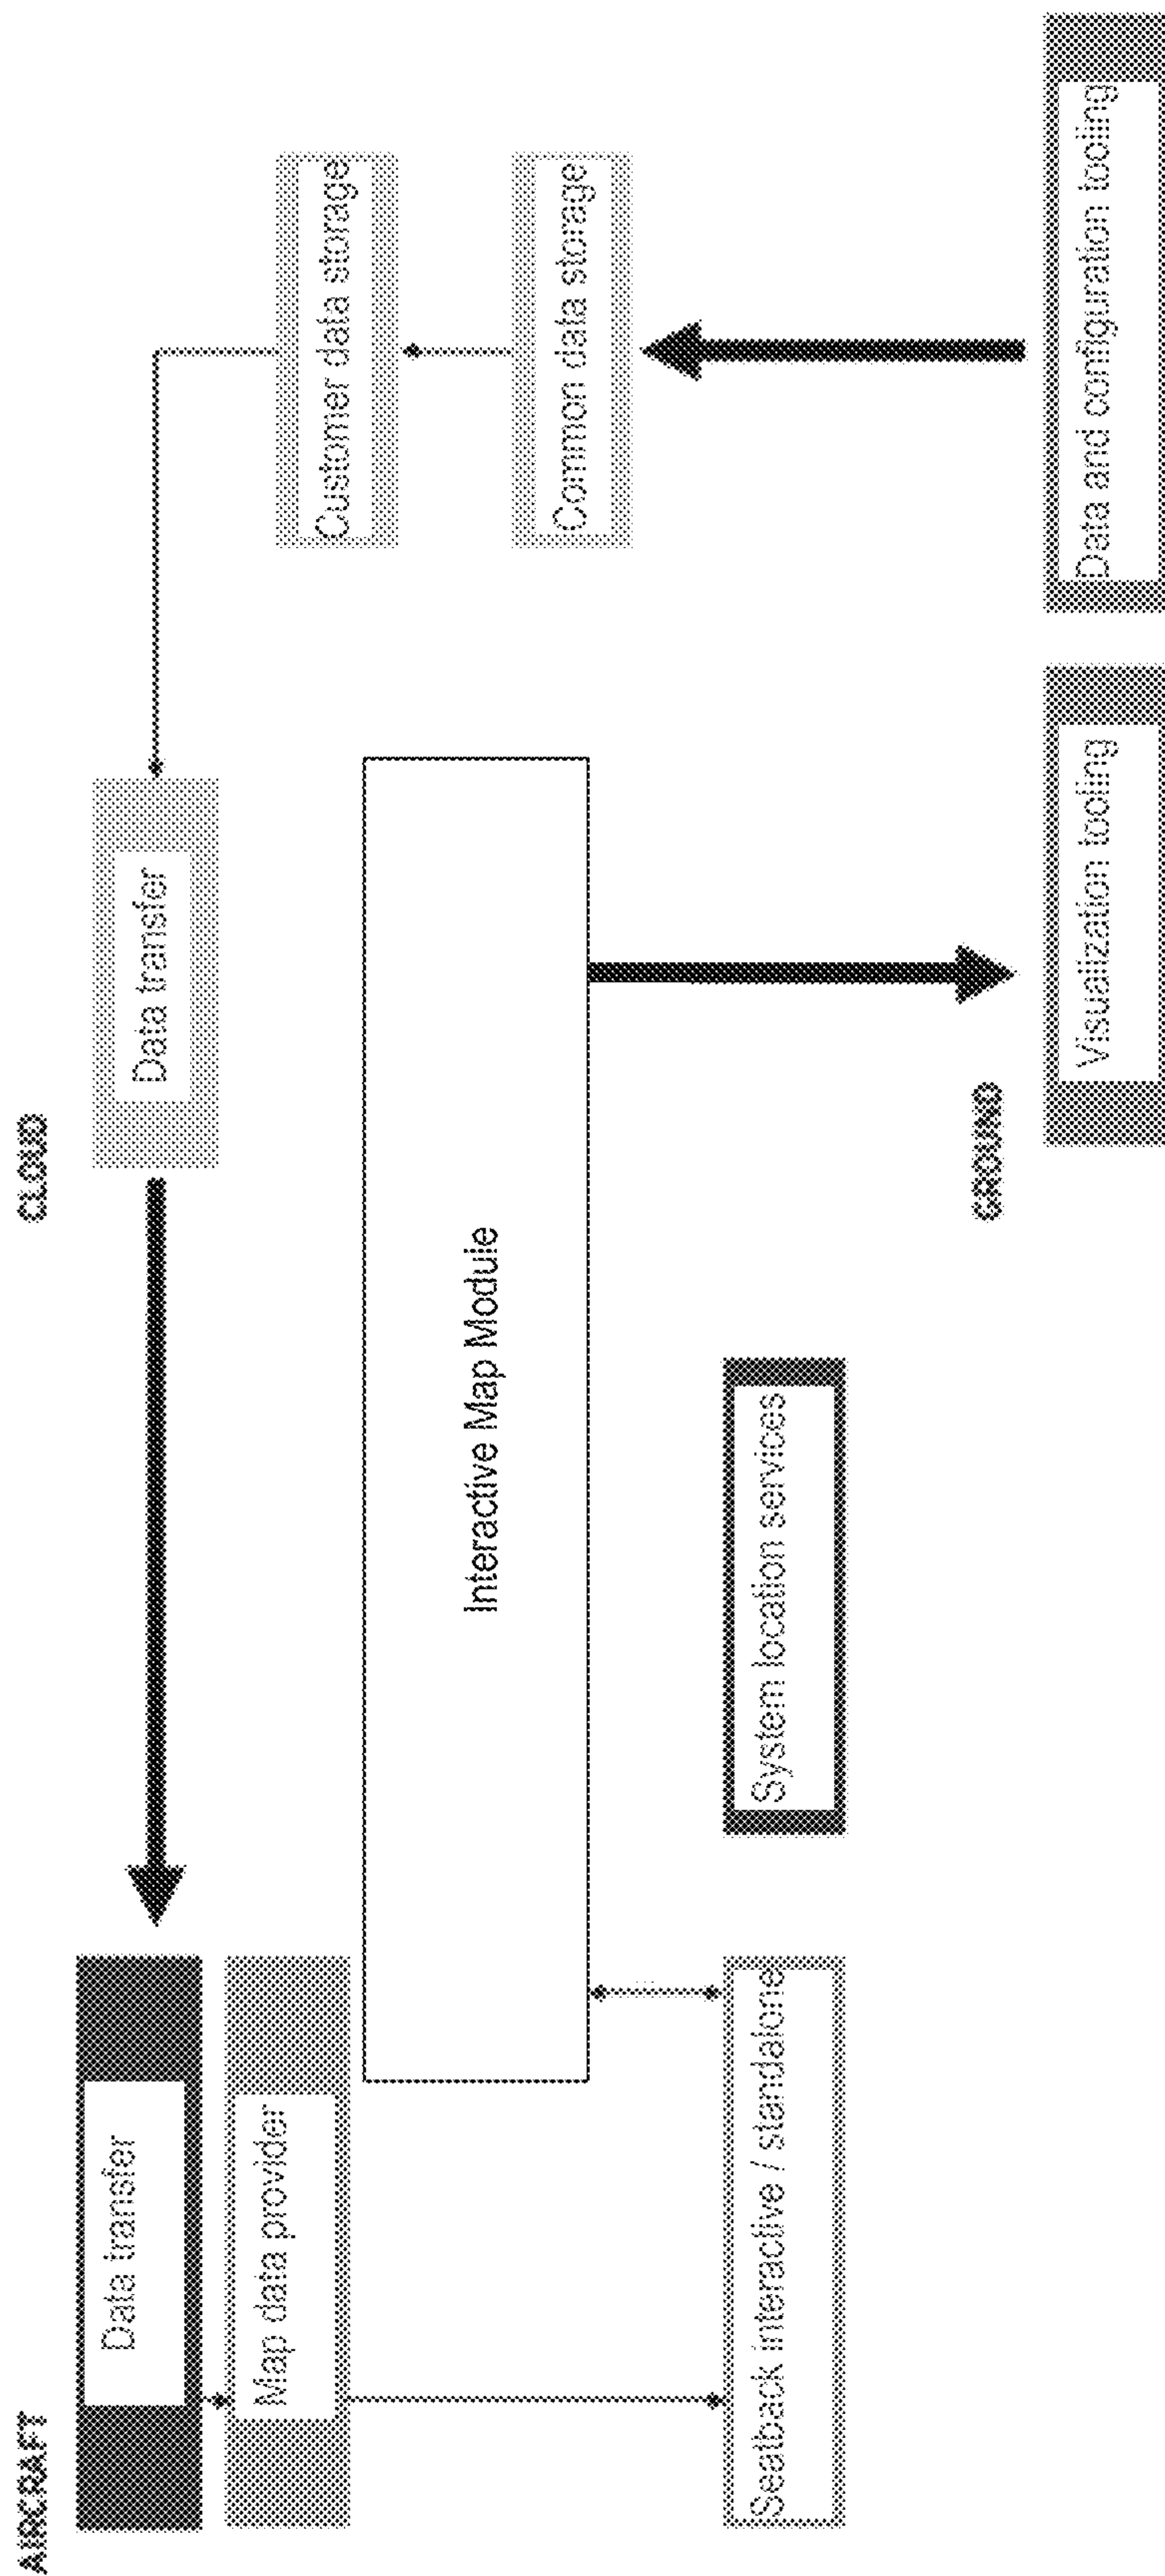 AIRCRAFT
CLOUD
Data transfer
Data transfer
Map data provider
Customer data storage
Interactive Map Module
Common data storage
Seatback interactive / standalone
System location services
GROUND
Visualization tooling
Data and configuration tooling